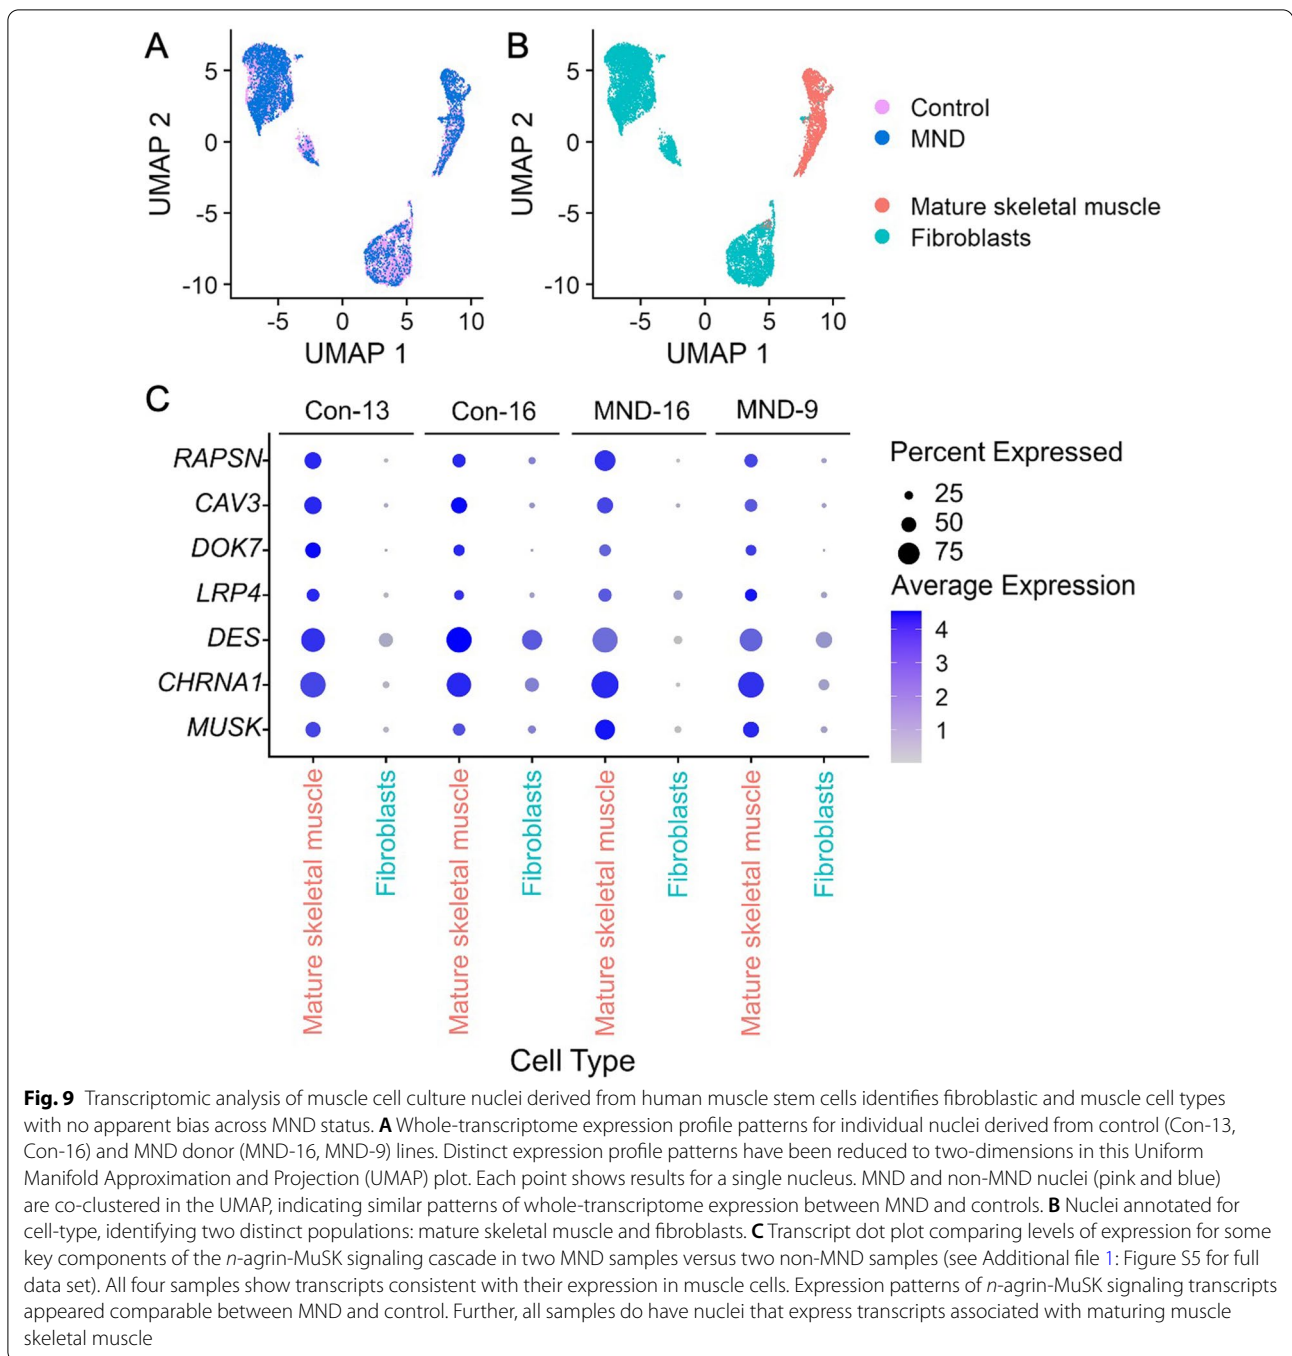 A
B
5
0
-5
-10
UMAP 2
-5
0
5
10
UMAP 1
5
0
-5
-10
UMAP 2
-5
0
5
10
UMAP 1
Control
MND
Mature skeletal muscle
Fibroblasts
C
Con-13
Con-16
MND-16
MND-9
RAPSN
CAV3
DOK7
LRP4
DES
CHRNA1
MUSK
Percent Expressed
25
50
75
Average Expression
4
3
2
1
Mature skeletal muscle
Fibroblasts
Mature skeletal muscle
Fibroblasts
Mature skeletal muscle
Fibroblasts
Mature skeletal muscle
Fibroblasts
Cell Type
Fig. 9 Transcriptomic analysis of muscle cell culture nuclei derived from human muscle stem cells identifies fibroblastic and muscle cell types
with no apparent bias across MND status. A Whole-transcriptome expression profile patterns for individual nuclei derived from control (Con-13,
Con-16) and MND donor (MND-16, MND-9) lines. Distinct expression profile patterns have been reduced to two-dimensions in this Uniform
Manifold Approximation and Projection (UMAP) plot. Each point shows results for a single nucleus. MND and non-MND nuclei (pink and blue)
are co-clustered in the UMAP, indicating similar patterns of whole-transcriptome expression between MND and controls. B Nuclei annotated for
cell-type, identifying two distinct populations: mature skeletal muscle and fibroblasts. C Transcript dot plot comparing levels of expression for some
key components of the n-agrin-MuSK signaling cascade in two MND samples versus two non-MND samples (see Additional file 1: Figure S5 for full
data set). All four samples show transcripts consistent with their expression in muscle cells. Expression patterns of n-agrin-MuSK signaling transcripts
appeared comparable between MND and control. Further, all samples do have nuclei that express transcripts associated with maturing muscle
skeletal muscle